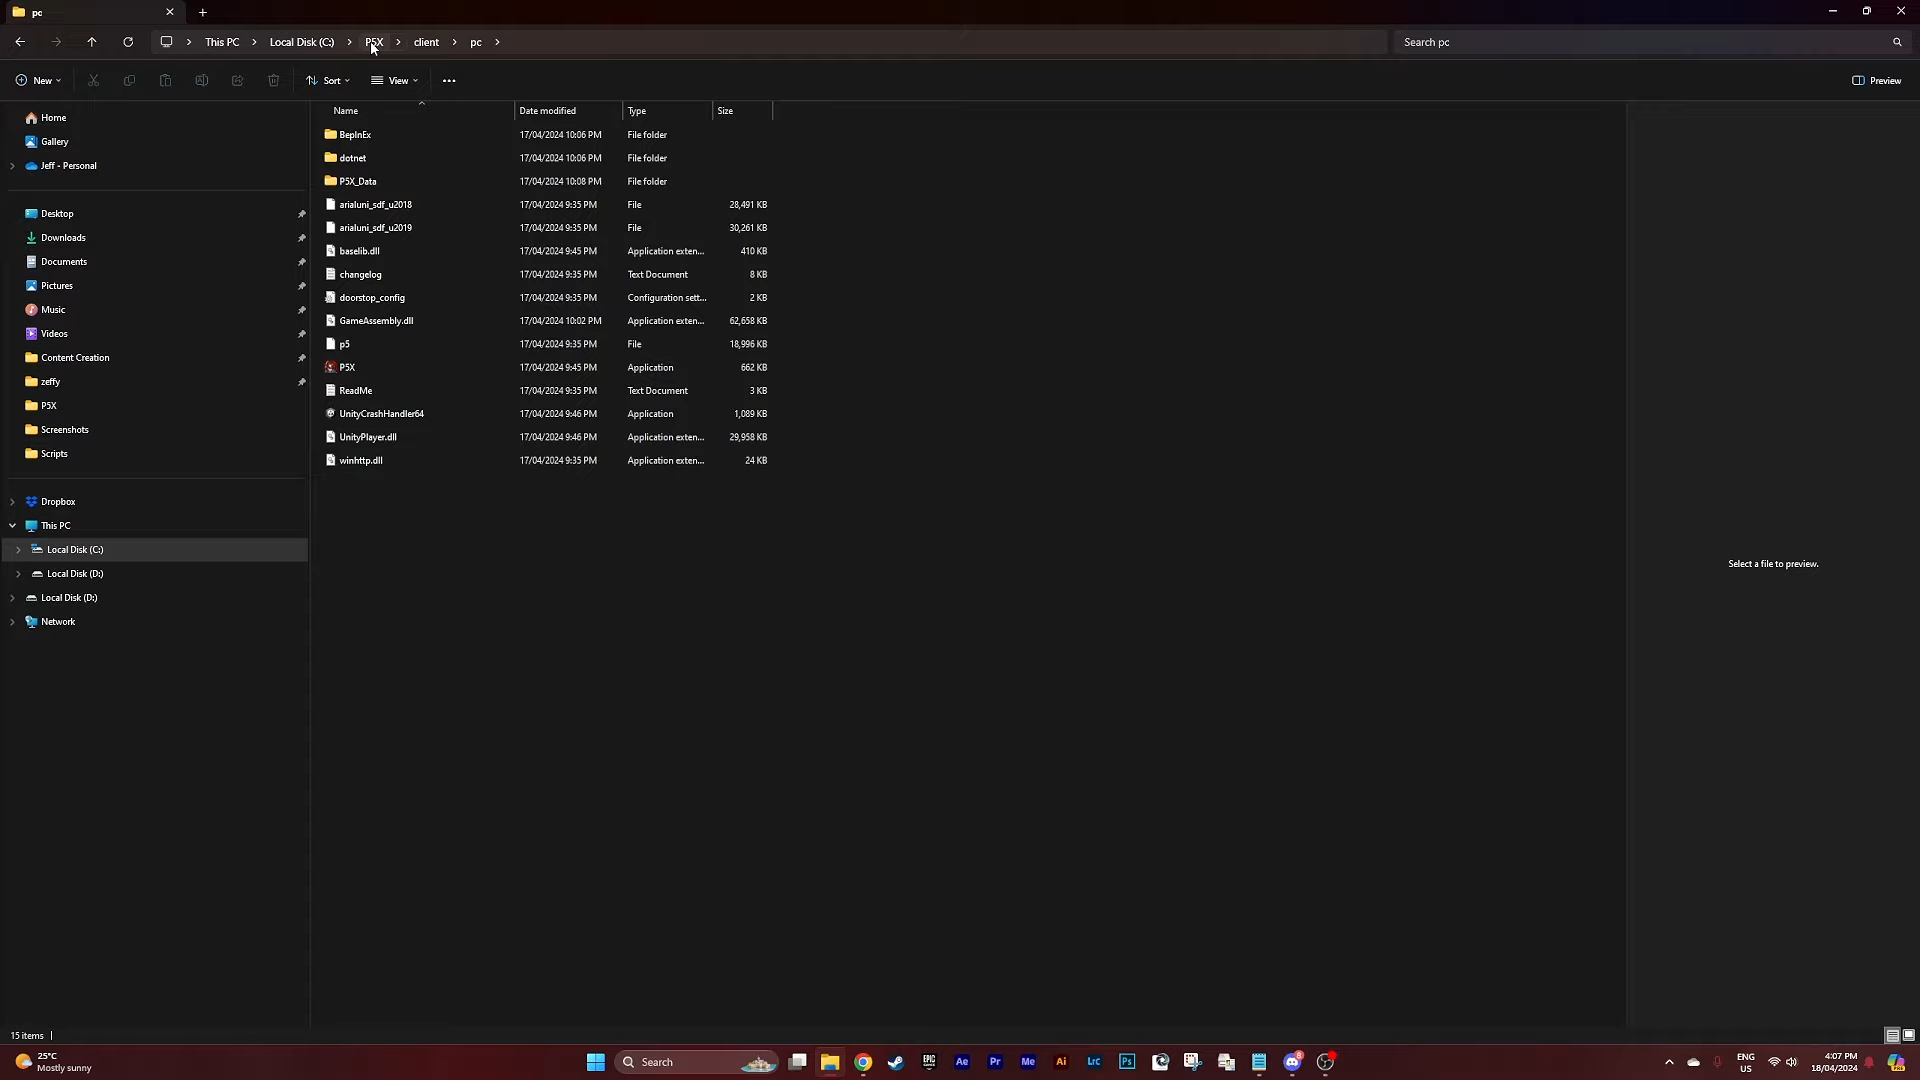 pc
This PC > Local Disk (C:) > P5X > client > pc >
Search pc
New
Sort
View
Preview
Name Date modified Type Size
BepInEx 17/04/2024 10:06 PM File folder
dotnet 17/04/2024 10:06 PM File folder
P5X_Data 17/04/2024 10:08 PM File folder
arialuni_sdf_u2018 17/04/2024 9:35 PM File 28,491 KB
arialuni_sdf_u2019 17/04/2024 9:35 PM File 30,261 KB
baselib.dll 17/04/2024 9:45 PM Application exten... 410 KB
changelog 17/04/2024 9:35 PM Text Document 8 KB
doorstop_config 17/04/2024 9:35 PM Configuration sett... 2 KB
GameAssembly.dll 17/04/2024 10:02 PM Application exten... 62,658 KB
p5 17/04/2024 9:35 PM File 18,996 KB
P5X 17/04/2024 9:45 PM Application 662 KB
ReadMe 17/04/2024 9:35 PM Text Document 3 KB
UnityCrashHandler64 17/04/2024 9:46 PM Application 1,089 KB
UnityPlayer.dll 17/04/2024 9:46 PM Application exten... 29,958 KB
winhttp.dll 17/04/2024 9:35 PM Application exten... 24 KB
Home
Gallery
Jeff - Personal
Desktop
Downloads
Documents
Pictures
Music
Videos
Content Creation
zeffy
P5X
Screenshots
Scripts
Dropbox
This PC
Local Disk (C:)
Local Disk (D:)
Local Disk (D:)
Network
Select a file to preview.
15 items
25°C
Mostly sunny
Search
EPIC
Ae
Pr
Me
Ai
Lrc
Ps
ENG
US
4:07 PM
18/04/2024